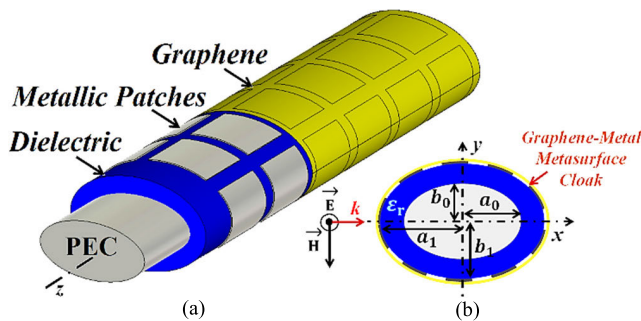 Graphene
Metallic Patches
Dielectric
PEC
z
(a)
y
Graphene-Metal
Metasurface
Cloak
E
k
H
εr
b0
a0
x
a1
b1
(b)